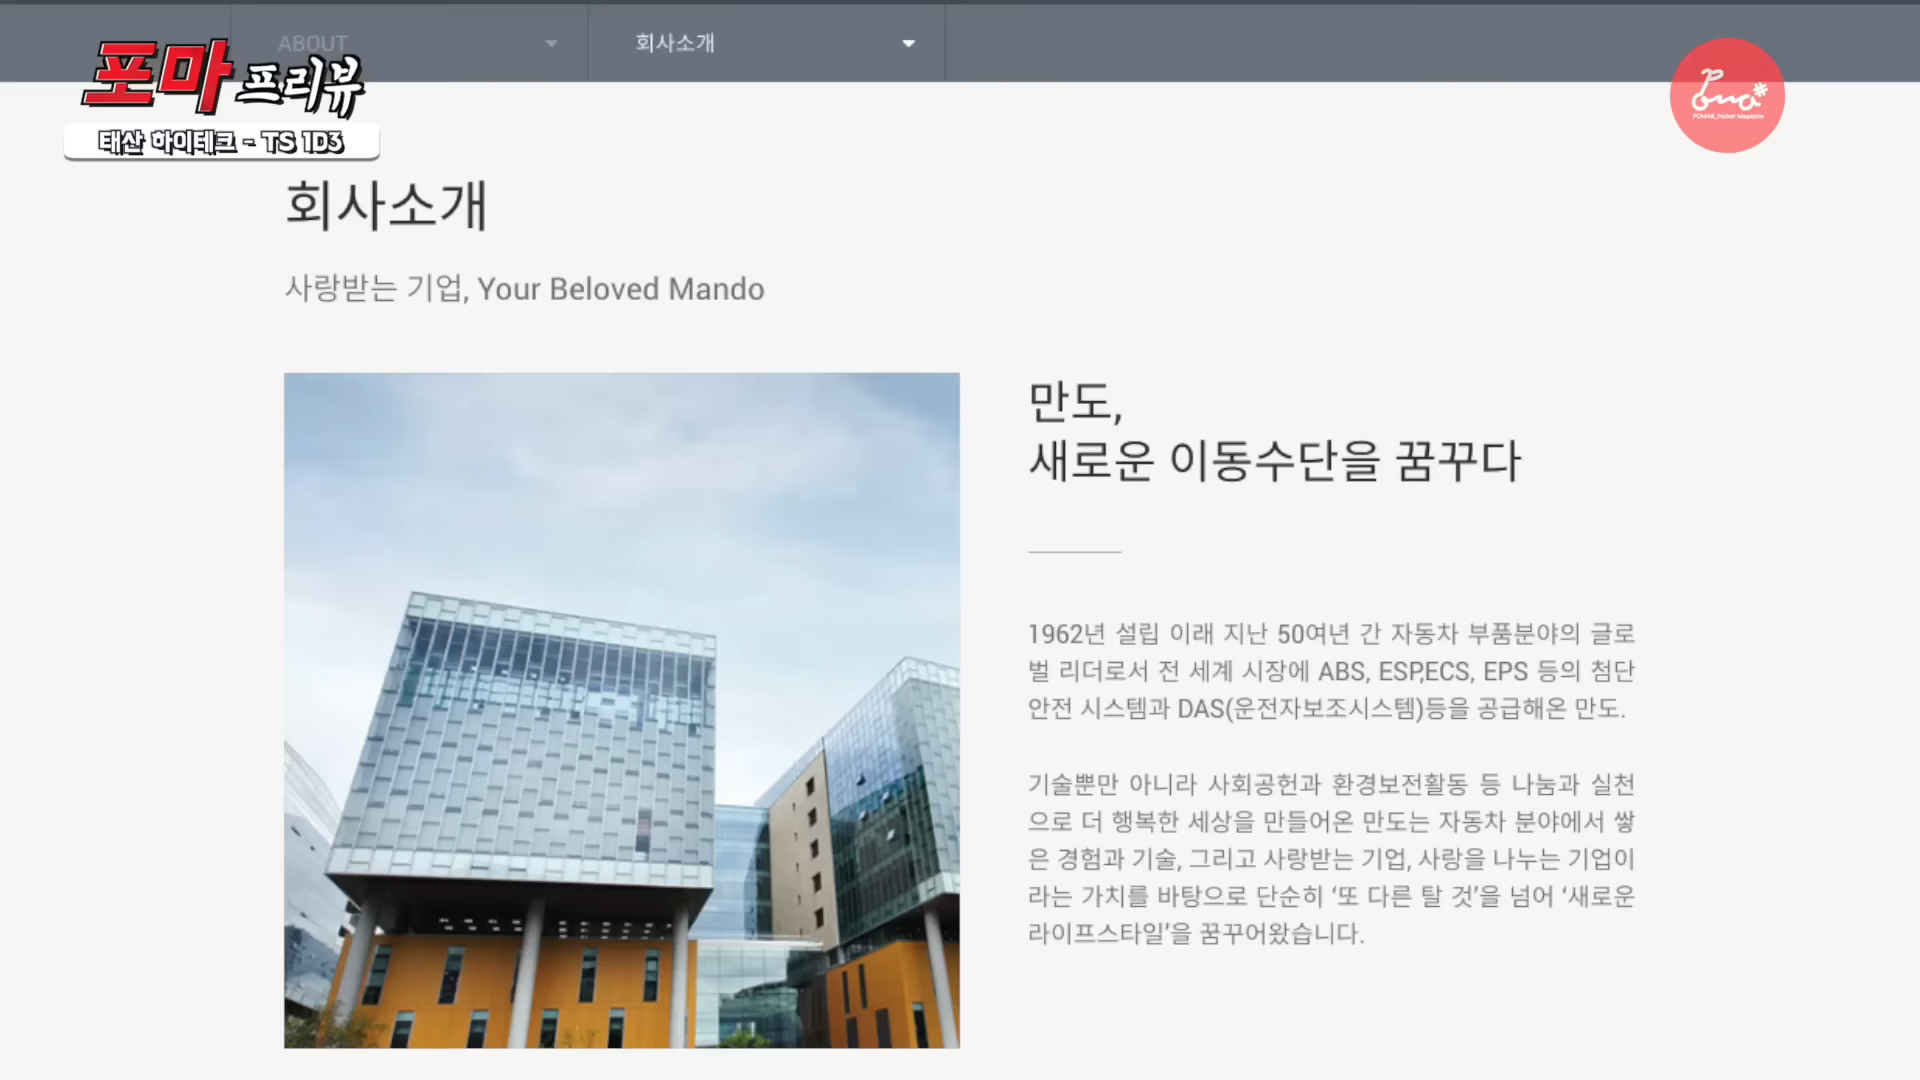 ABOUT
회사소개
포마 프리뷰
태산 하이테크 - TS 1D3
Poma#
POMA#_Pocket Magazine
회사소개
사랑받는 기업, Your Beloved Mando
만도,
새로운 이동수단을 꿈꾸다
1962년 설립 이래 지난 50여년 간 자동차 부품분야의 글로
벌 리더로서 전 세계 시장에 ABS, ESP,ECS, EPS 등의 첨단
안전 시스템과 DAS(운전자보조시스템)등을 공급해온 만도.
기술뿐만 아니라 사회공헌과 환경보전활동 등 나눔과 실천
으로 더 행복한 세상을 만들어온 만도는 자동차 분야에서 쌓
은 경험과 기술, 그리고 사랑받는 기업, 사랑을 나누는 기업이
라는 가치를 바탕으로 단순히 ‘또 다른 탈 것’을 넘어 ‘새로운
라이프스타일’을 꿈꾸어왔습니다.